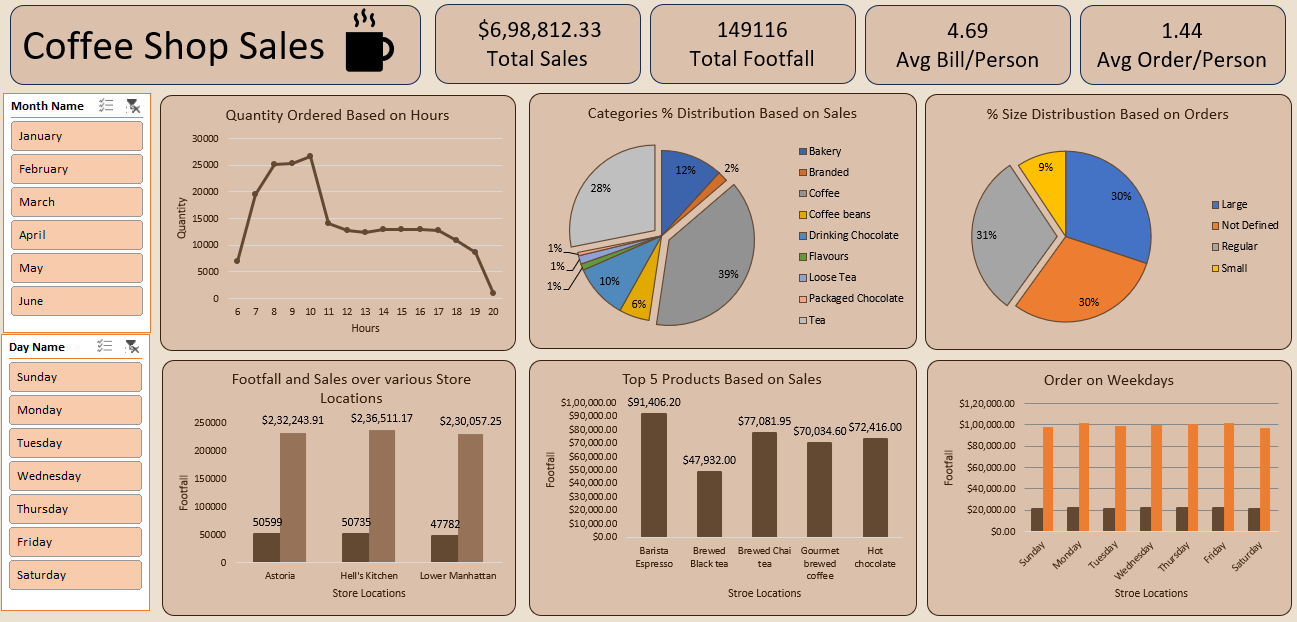 Coffee Shop Sales
$6,98,812.33
Total Sales
149116
Total Footfall
4.69
Avg Bill/Person
1.44
Avg Order/Person
Month Name
January
February
March
April
May
June
Day Name
Sunday
Monday
Tuesday
Wednesday
Thursday
Friday
Saturday
Quantity Ordered Based on Hours
Quantity
30000
25000
20000
15000
10000
5000
0
6 7 8 9 10 11 12 13 14 15 16 17 18 19 20
Hours
Categories % Distribution Based on Sales
12%
2%
39%
6%
10%
1%
1%
1%
28%
Bakery
Branded
Coffee
Coffee beans
Drinking Chocolate
Flavours
Loose Tea
Packaged Chocolate
Tea
% Size Distribustion Based on Orders
30%
30%
31%
9%
Large
Not Defined
Regular
Small
Footfall and Sales over various Store
Locations
Footfall
250000
200000
150000
100000
50000
0
$2,32,243.91
$2,36,511.17
$2,30,057.25
50599
50735
47782
Astoria
Hell's Kitchen
Lower Manhattan
Store Locations
Top 5 Products Based on Sales
Footfall
$1,00,000.00
$90,000.00
$80,000.00
$70,000.00
$60,000.00
$50,000.00
$40,000.00
$30,000.00
$20,000.00
$10,000.00
$0.00
$91,406.20
$47,932.00
$77,081.95
$70,034.60
$72,416.00
Barista
Espresso
Brewed
Black tea
Brewed Chai
tea
Gourmet
brewed
coffee
Hot
chocolate
Stroe Locations
Order on Weekdays
Footfall
$1,20,000.00
$1,00,000.00
$80,000.00
$60,000.00
$40,000.00
$20,000.00
$0.00
Sunday
Monday
Tuesday
Wednesday
Thursday
Friday
Saturday
Stroe Locations